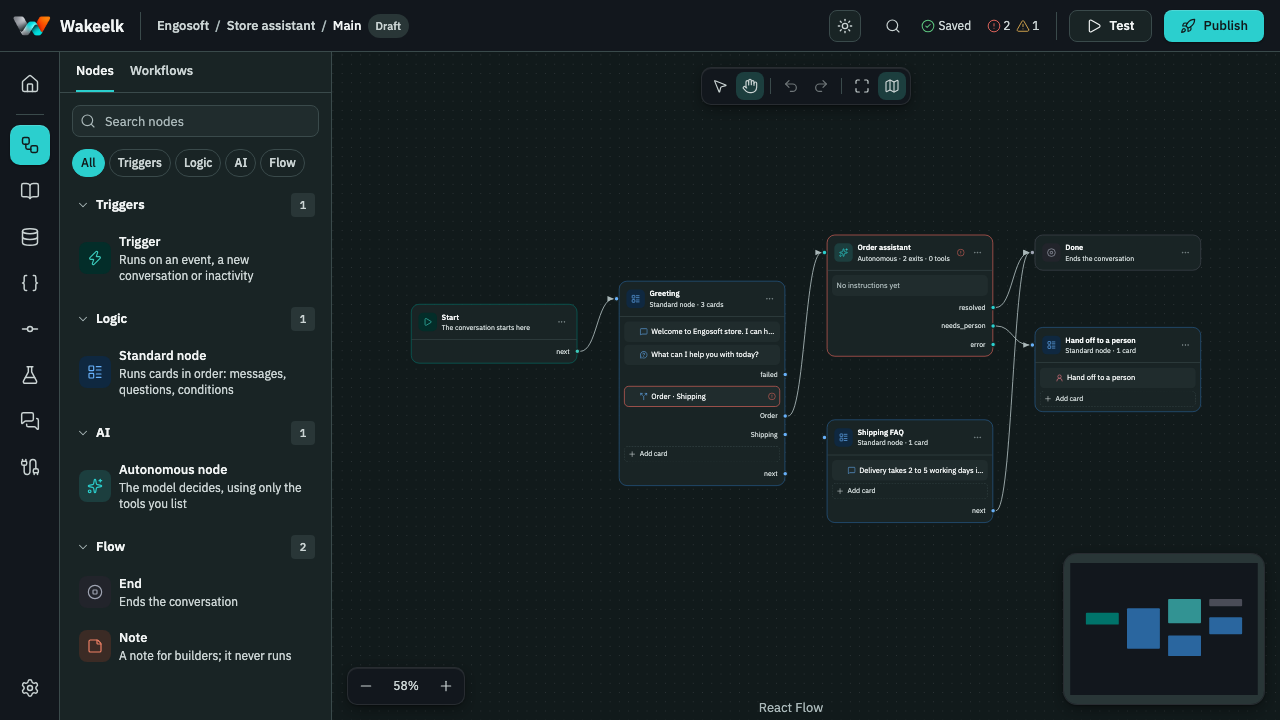 Wakeelk
Engosoft / Store assistant / Main
Draft
Saved
2
1
Test
Publish
Nodes
Workflows
Search nodes
All
Triggers
Logic
AI
Flow
Triggers
1
Trigger
Runs on an event, a new
conversation or inactivity
Logic
1
Standard node
Runs cards in order: messages,
questions, conditions
AI
1
Autonomous node
The model decides, using only the
tools you list
Flow
2
End
Ends the conversation
Note
A note for builders; it never runs
Start
The conversation starts here
next
Greeting
Standard node · 3 cards
Welcome to Engosoft store. I can h...
What can I help you with today?
failed
Order · Shipping
Order
Shipping
Add card
next
Order assistant
Autonomous · 2 exits · 0 tools
No instructions yet
resolved
needs_person
error
Shipping FAQ
Standard node · 1 card
Delivery takes 2 to 5 working days i...
Add card
next
Done
Ends the conversation
Hand off to a person
Standard node · 1 card
Hand off to a person
Add card
58%
React Flow